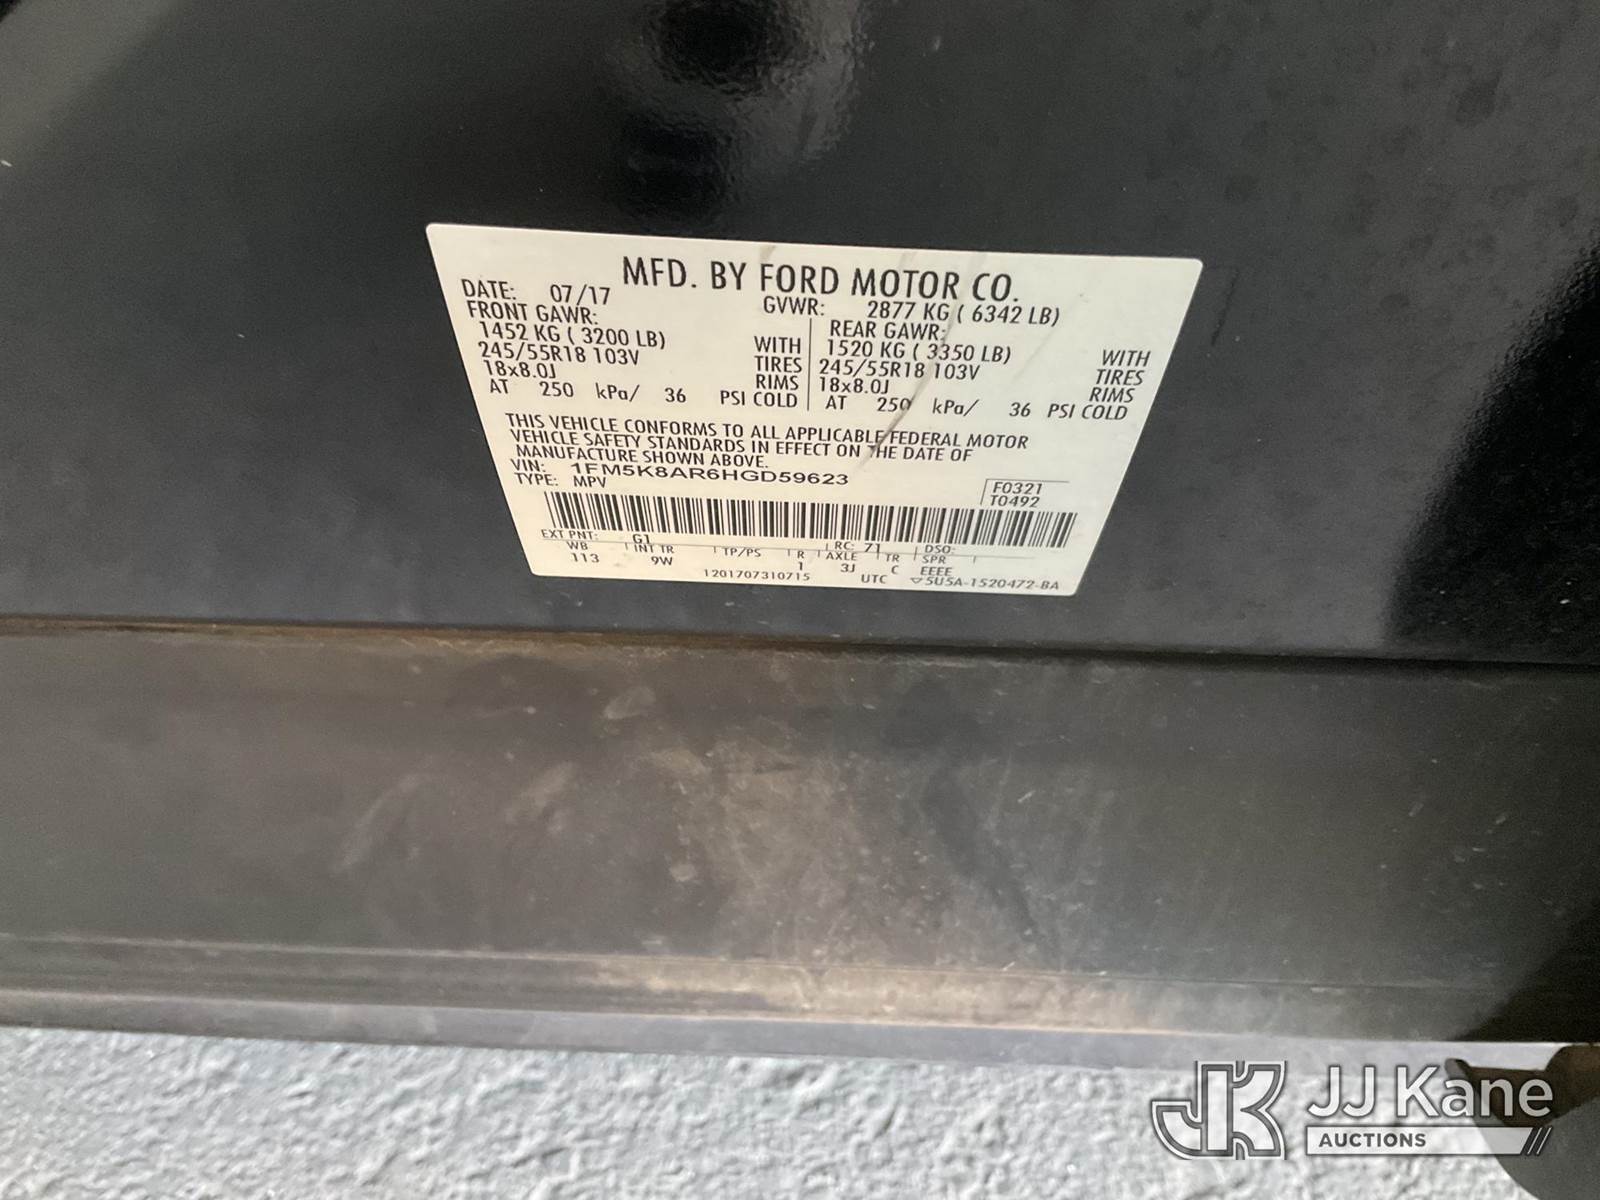 MFD. BY FORD MOTOR CO.
DATE: 07/17 GVWR: 2877 KG ( 6342 LB)
FRONT GAWR: REAR GAWR:
1452 KG ( 3200 LB) WITH 1520 KG ( 3350 LB) WITH
245/55R18 103V TIRES 245/55R18 103V TIRES
18x8.0J RIMS 18x8.0J RIMS
AT 250 kPa/ 36 PSI COLD AT 250 kPa/ 36 PSI COLD
THIS VEHICLE CONFORMS TO ALL APPLICABLE FEDERAL MOTOR
VEHICLE SAFETY STANDARDS IN EFFECT ON THE DATE OF
MANUFACTURE SHOWN ABOVE.
VIN: 1FM5K8AR6HGD59623
TYPE: MPV
F0321
T0492
EXT PNT: G1 RC: 71 DSO:
WB INT TR TP/PS R AXLE TR SPR
113 9W 1 3J C EEEE
1201707310715 UTC ▽5U5A-1520472-BA
JK JJ Kane
AUCTIONS